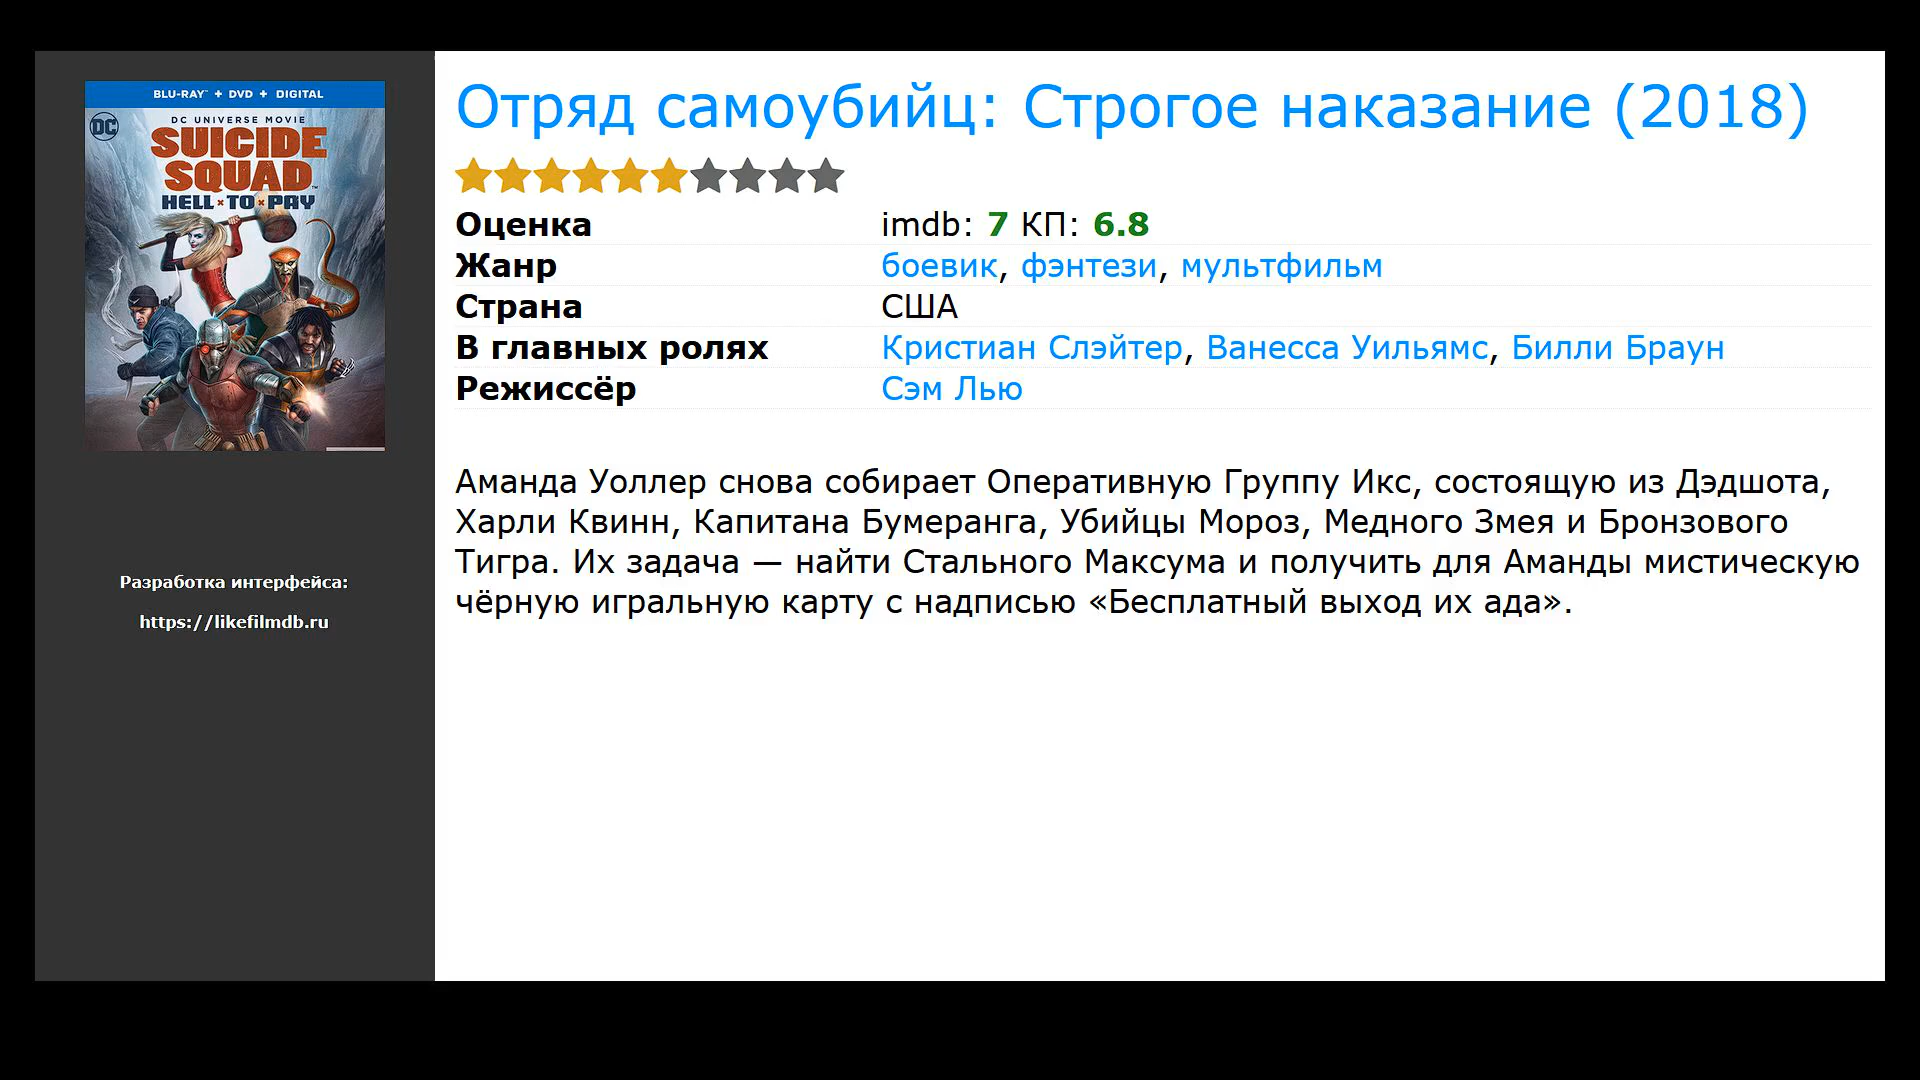 BLU-RAY™ + DVD + DIGITAL
DC
DC UNIVERSE MOVIE
SUICIDE
SQUAD™
HELL × TO × PAY
Разработка интерфейса:
https://likefilmdb.ru
Отряд самоубийц: Строгое наказание (2018)
Оценка imdb: 7 КП: 6.8
Жанр боевик, фэнтези, мультфильм
Страна США
В главных ролях Кристиан Слэйтер, Ванесса Уильямс, Билли Браун
Режиссёр Сэм Лью
Аманда Уоллер снова собирает Оперативную Группу Икс, состоящую из Дэдшота,
Харли Квинн, Капитана Бумеранга, Убийцы Мороз, Медного Змея и Бронзового
Тигра. Их задача — найти Стального Максума и получить для Аманды мистическую
чёрную игральную карту с надписью «Бесплатный выход их ада».